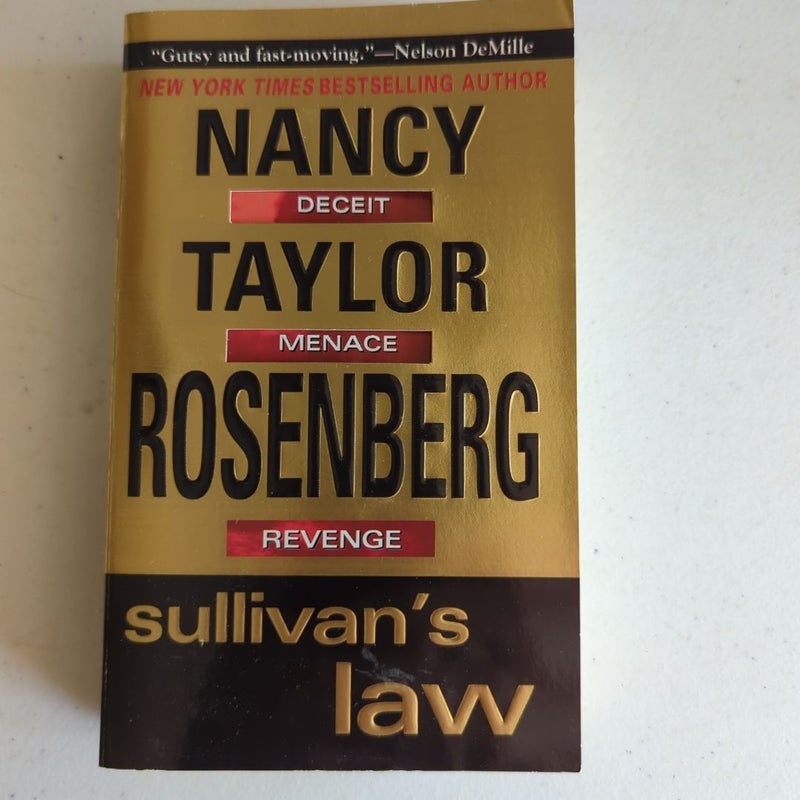 "Gutsy and fast-moving."—Nelson DeMille
NEW YORK TIMES BESTSELLING AUTHOR
NANCY
DECEIT
TAYLOR
MENACE
ROSENBERG
REVENGE
sullivan's
law